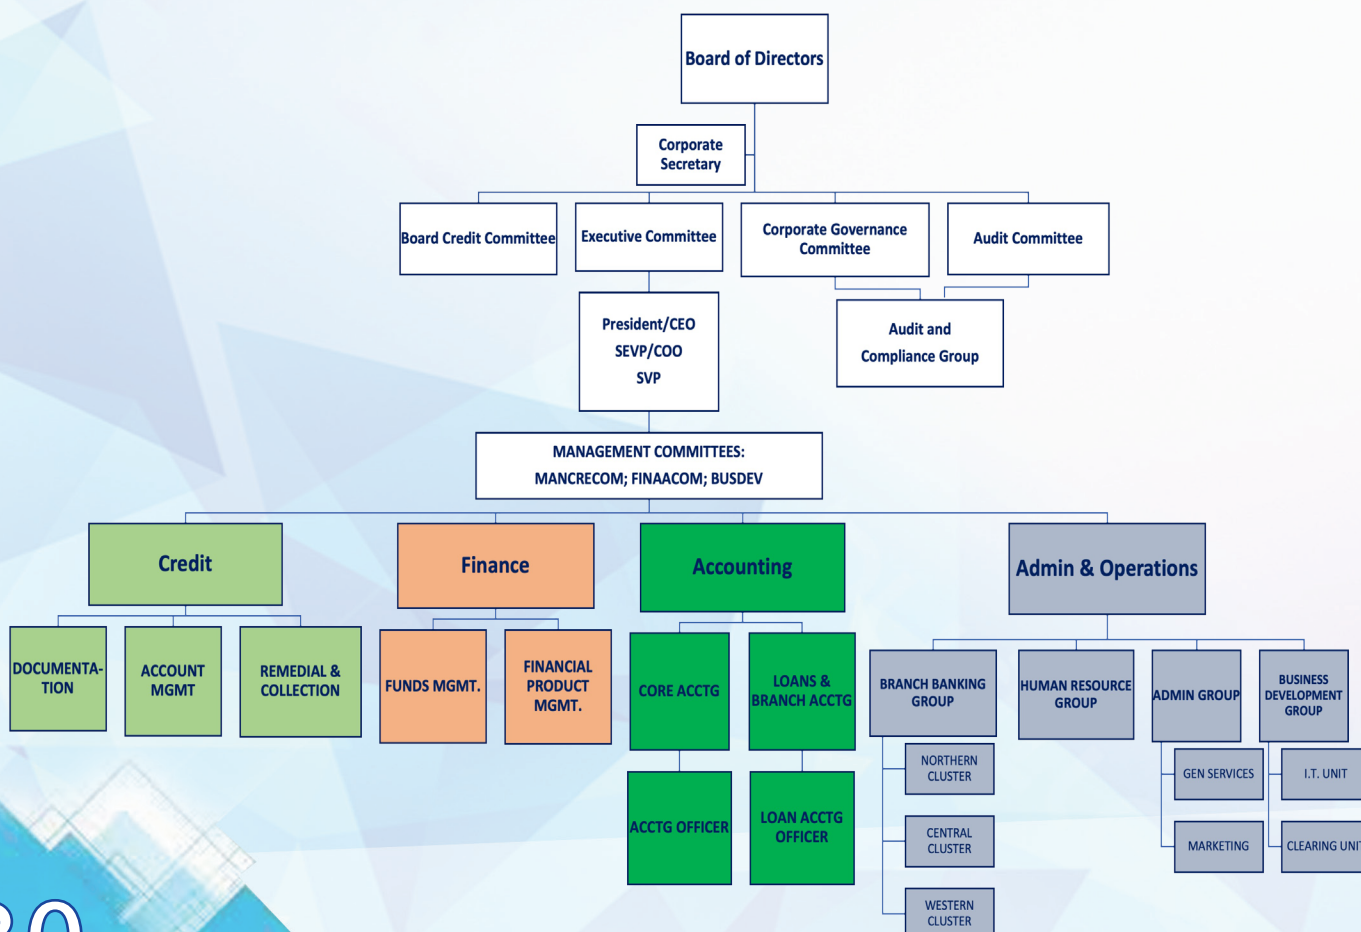 Board of Directors
Corporate
Secretary
Board Credit Committee
Executive Committee
Corporate Governance
Committee
Audit Committee
President/CEO
SEVP/COO
SVP
Audit and
Compliance Group
MANAGEMENT COMMITTEES:
MANCRECOM; FINAACOM; BUSDEV
Credit
Finance
Accounting
Admin & Operations
DOCUMENTA-
TION
ACCOUNT
MGMT
REMEDIAL &
COLLECTION
FUNDS MGMT.
FINANCIAL
PRODUCT
MGMT.
CORE ACCTG
LOANS &
BRANCH ACCTG
BRANCH BANKING
GROUP
HUMAN RESOURCE
GROUP
ADMIN GROUP
BUSINESS
DEVELOPMENT
GROUP
ACCTG OFFICER
LOAN ACCTG
OFFICER
NORTHERN
CLUSTER
CENTRAL
CLUSTER
WESTERN
CLUSTER
GEN SERVICES
MARKETING
I.T. UNIT
CLEARING UNIT